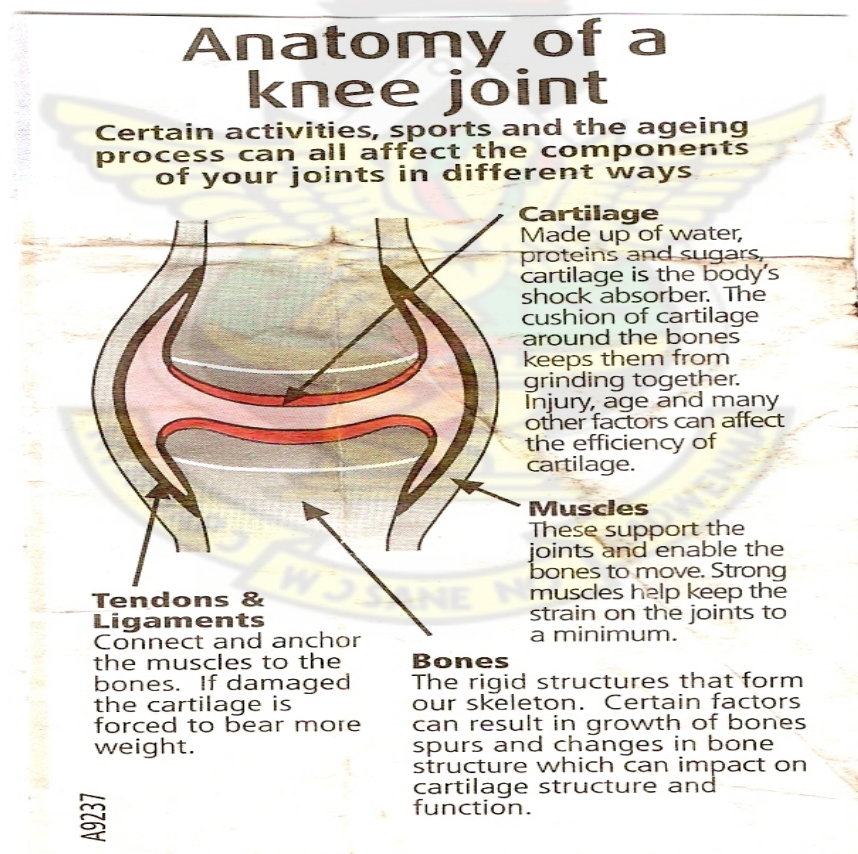 Anatomy of a
knee joint
Certain activities, sports and the ageing
process can all affect the components
of your joints in different ways
Cartilage
Made up of water,
proteins and sugars,
cartilage is the body's
shock absorber. The
cushion of cartilage
around the bones
keeps them from
grinding together.
Injury, age and many
other factors can affect
the efficiency of
cartilage.
Muscles
These support the
joints and enable the
bones to move. Strong
muscles help keep the
strain on the joints to
a minimum.
Tendons &
Ligaments
Connect and anchor
the muscles to the
bones. If damaged
the cartilage is
forced to bear more
weight.
Bones
The rigid structures that form
our skeleton. Certain factors
can result in growth of bones
spurs and changes in bone
structure which can impact on
cartilage structure and
function.
A9237